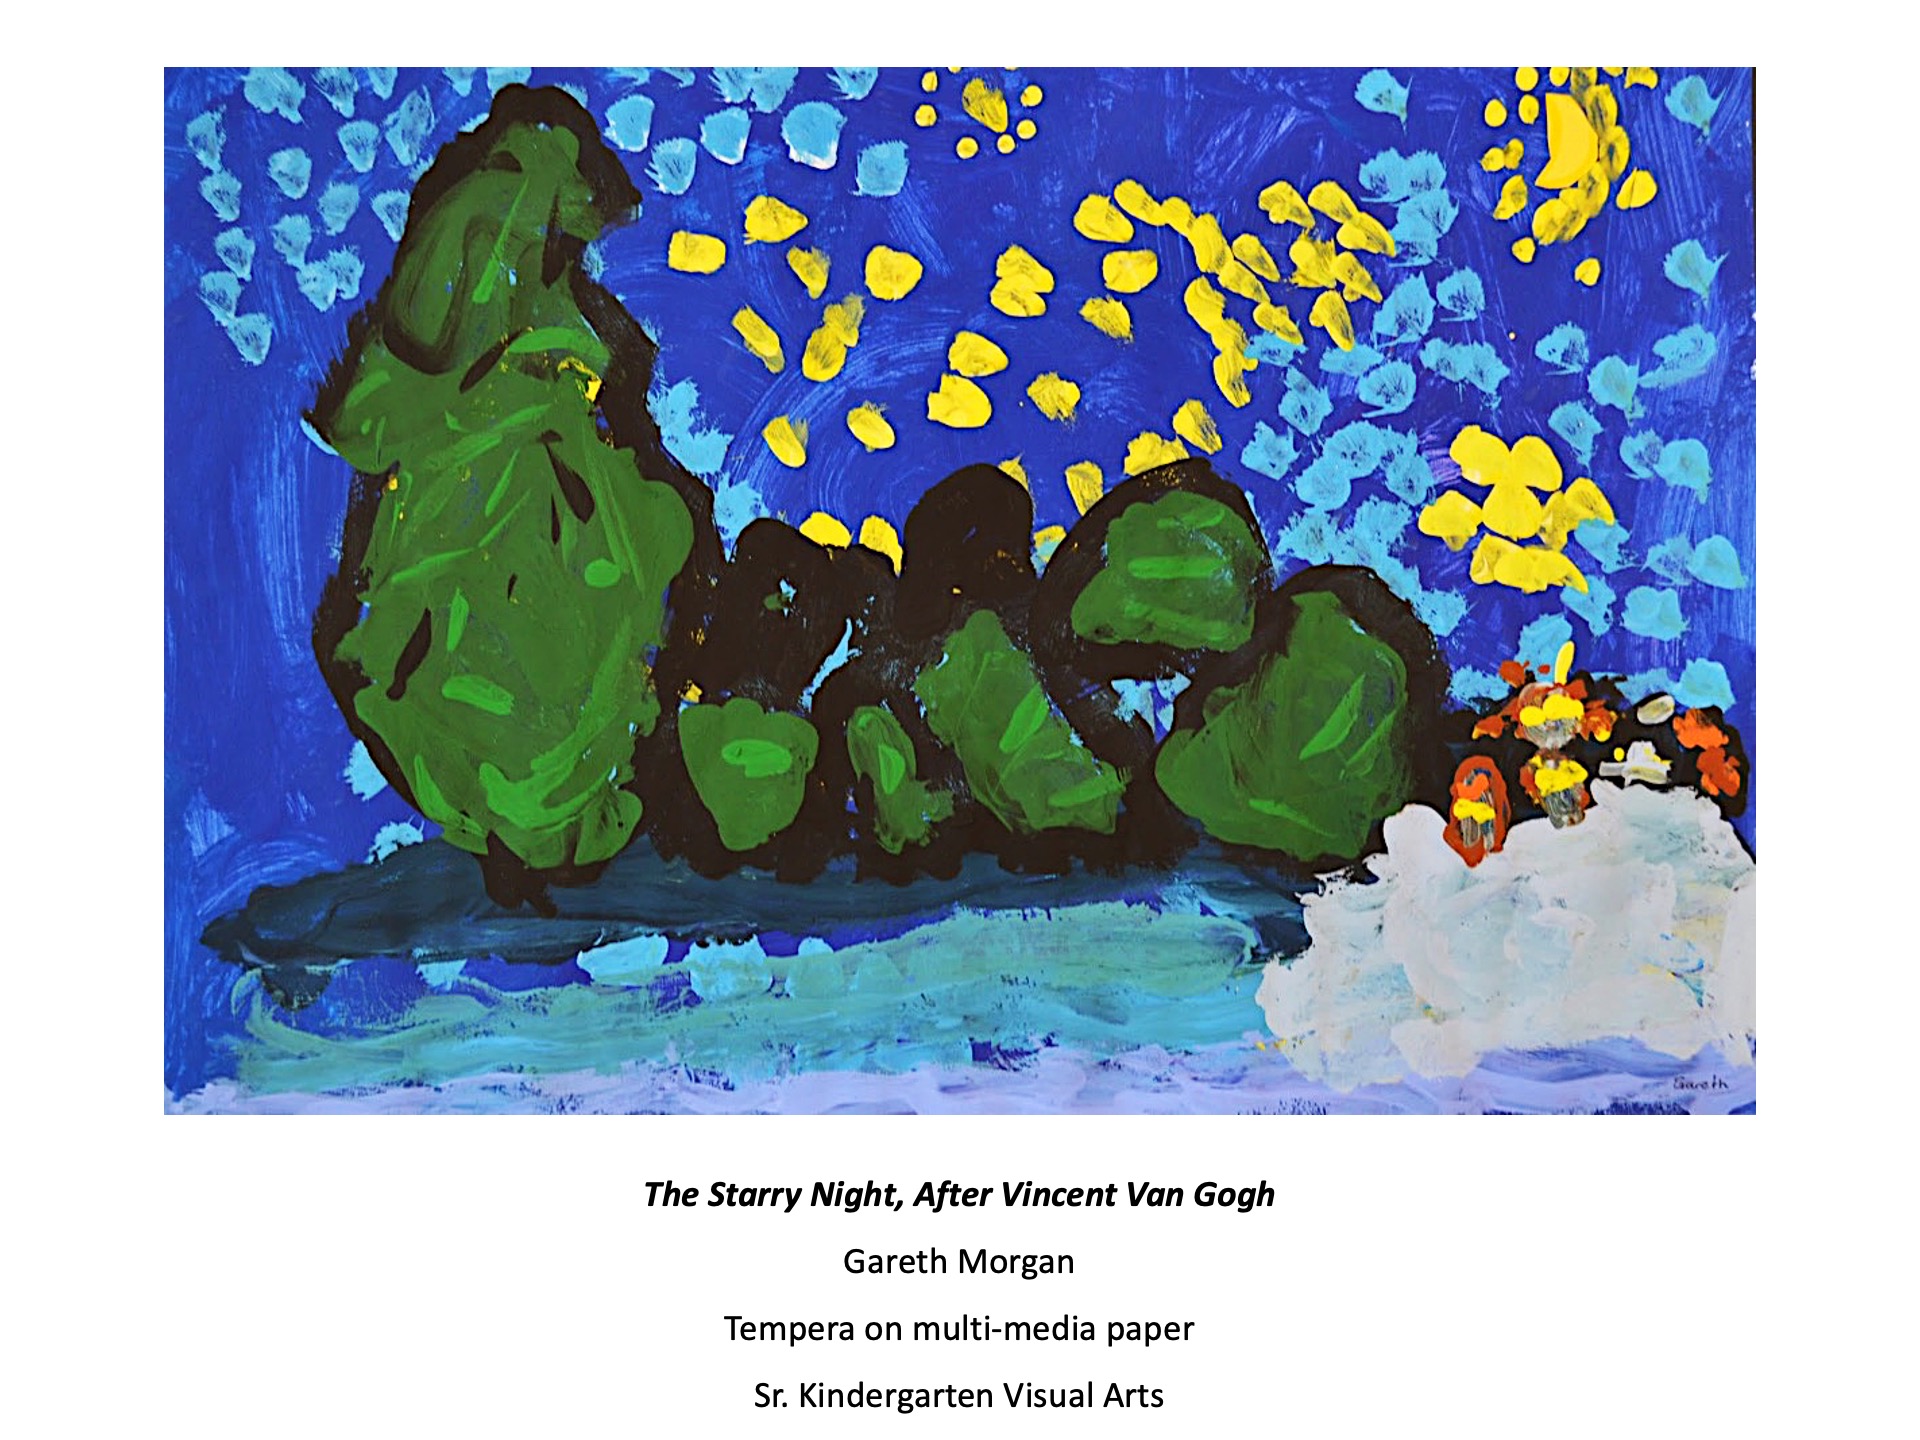 Gareth
The Starry Night, After Vincent Van Gogh
Gareth Morgan
Tempera on multi-media paper
Sr. Kindergarten Visual Arts